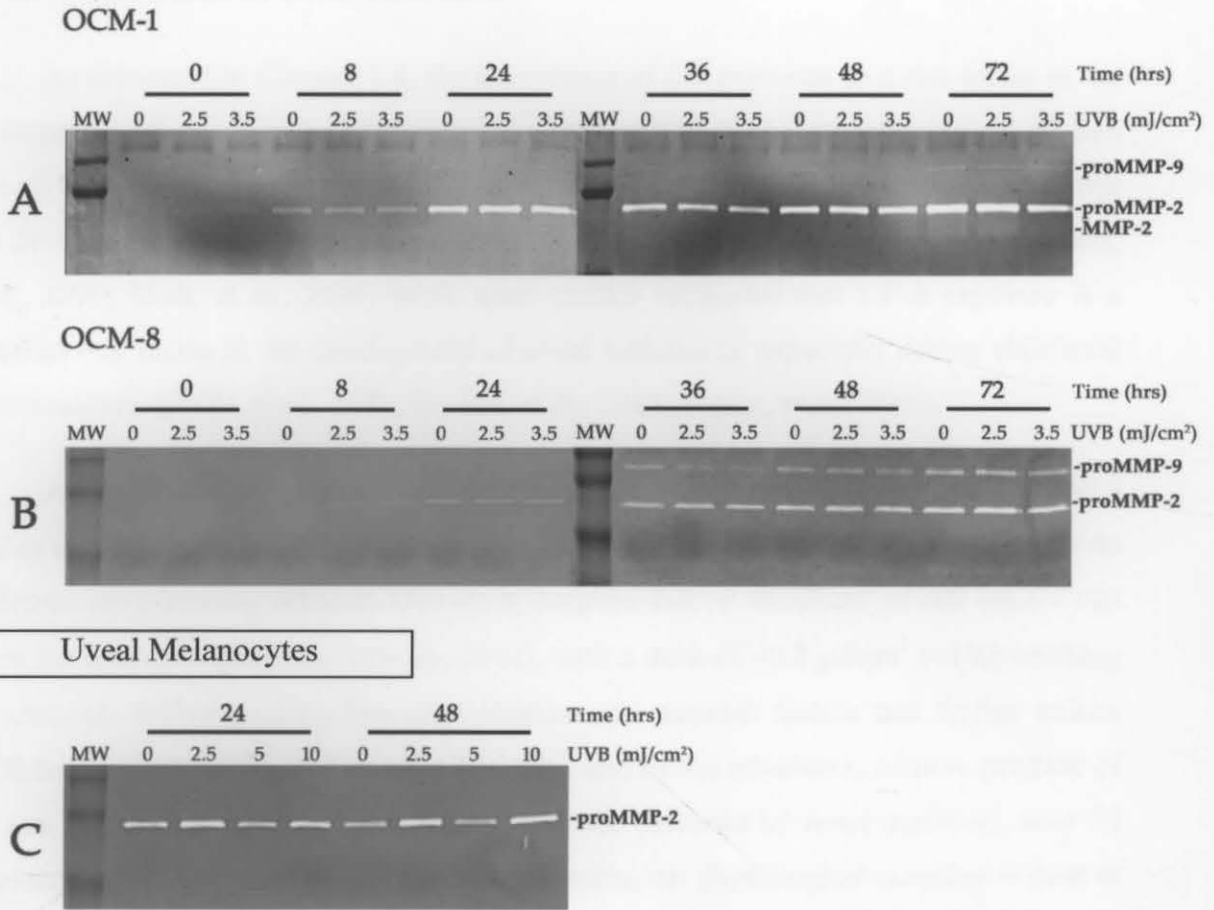 OCM-1
0 8 24 36 48 72 Time (hrs)
MW 0 2.5 3.5 0 2.5 3.5 0 2.5 3.5 MW 0 2.5 3.5 0 2.5 3.5 0 2.5 3.5 UVB (mJ/cm²)
-proMMP-9
A
-proMMP-2
-MMP-2
OCM-8
0 8 24 36 48 72 Time (hrs)
MW 0 2.5 3.5 0 2.5 3.5 0 2.5 3.5 MW 0 2.5 3.5 0 2.5 3.5 0 2.5 3.5 UVB (mJ/cm²)
-proMMP-9
B
-proMMP-2
Uveal Melanocytes
24 48 Time (hrs)
MW 0 2.5 5 10 0 2.5 5 10 UVB (mJ/cm²)
-proMMP-2
C